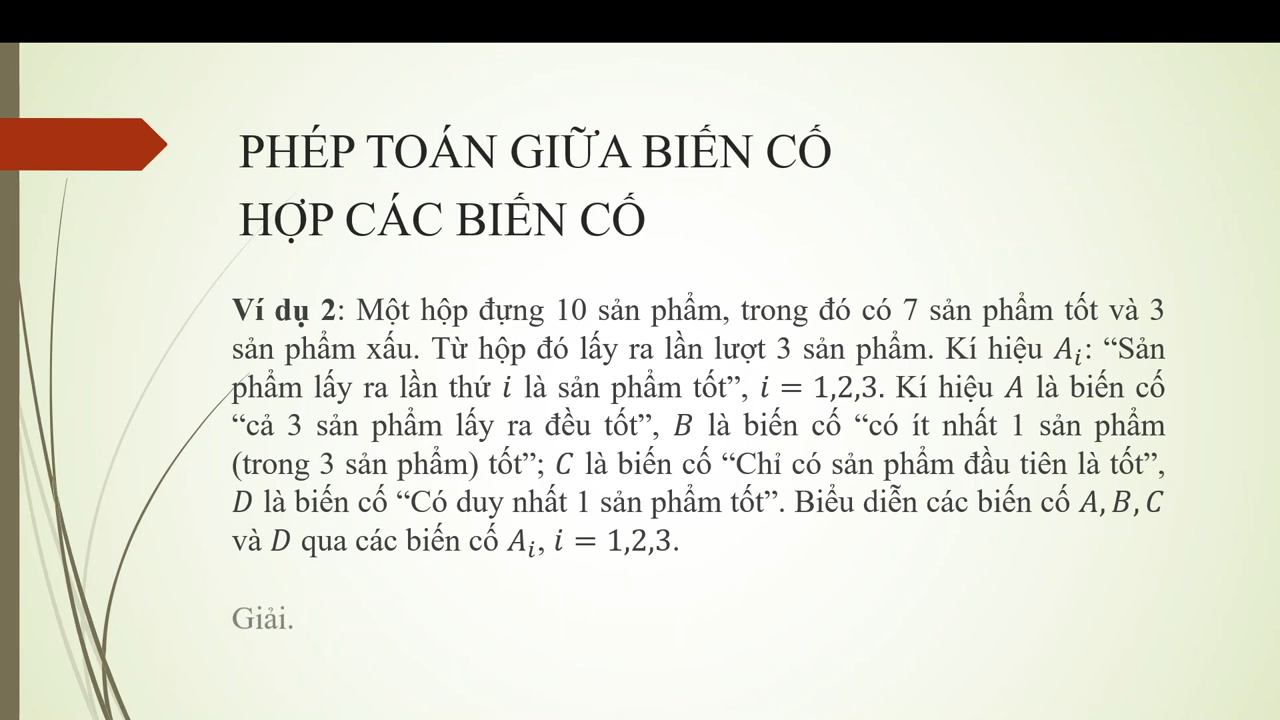 PHÉP TOÁN GIỮA BIẾN CỐ
HỢP CÁC BIẾN CỐ
Ví dụ 2: Một hộp đựng 10 sản phẩm, trong đó có 7 sản phẩm tốt và 3
sản phẩm xấu. Từ hộp đó lấy ra lần lượt 3 sản phẩm. Kí hiệu 𝐴ᵢ: “Sản
phẩm lấy ra lần thứ 𝑖 là sản phẩm tốt”, 𝑖 = 1,2,3. Kí hiệu 𝐴 là biến cố
“cả 3 sản phẩm lấy ra đều tốt”, 𝐵 là biến cố “có ít nhất 1 sản phẩm
(trong 3 sản phẩm) tốt”; 𝐶 là biến cố “Chỉ có sản phẩm đầu tiên là tốt”,
𝐷 là biến cố “Có duy nhất 1 sản phẩm tốt”. Biểu diễn các biến cố 𝐴, 𝐵, 𝐶
và 𝐷 qua các biến cố 𝐴ᵢ, 𝑖 = 1,2,3.
Giải.